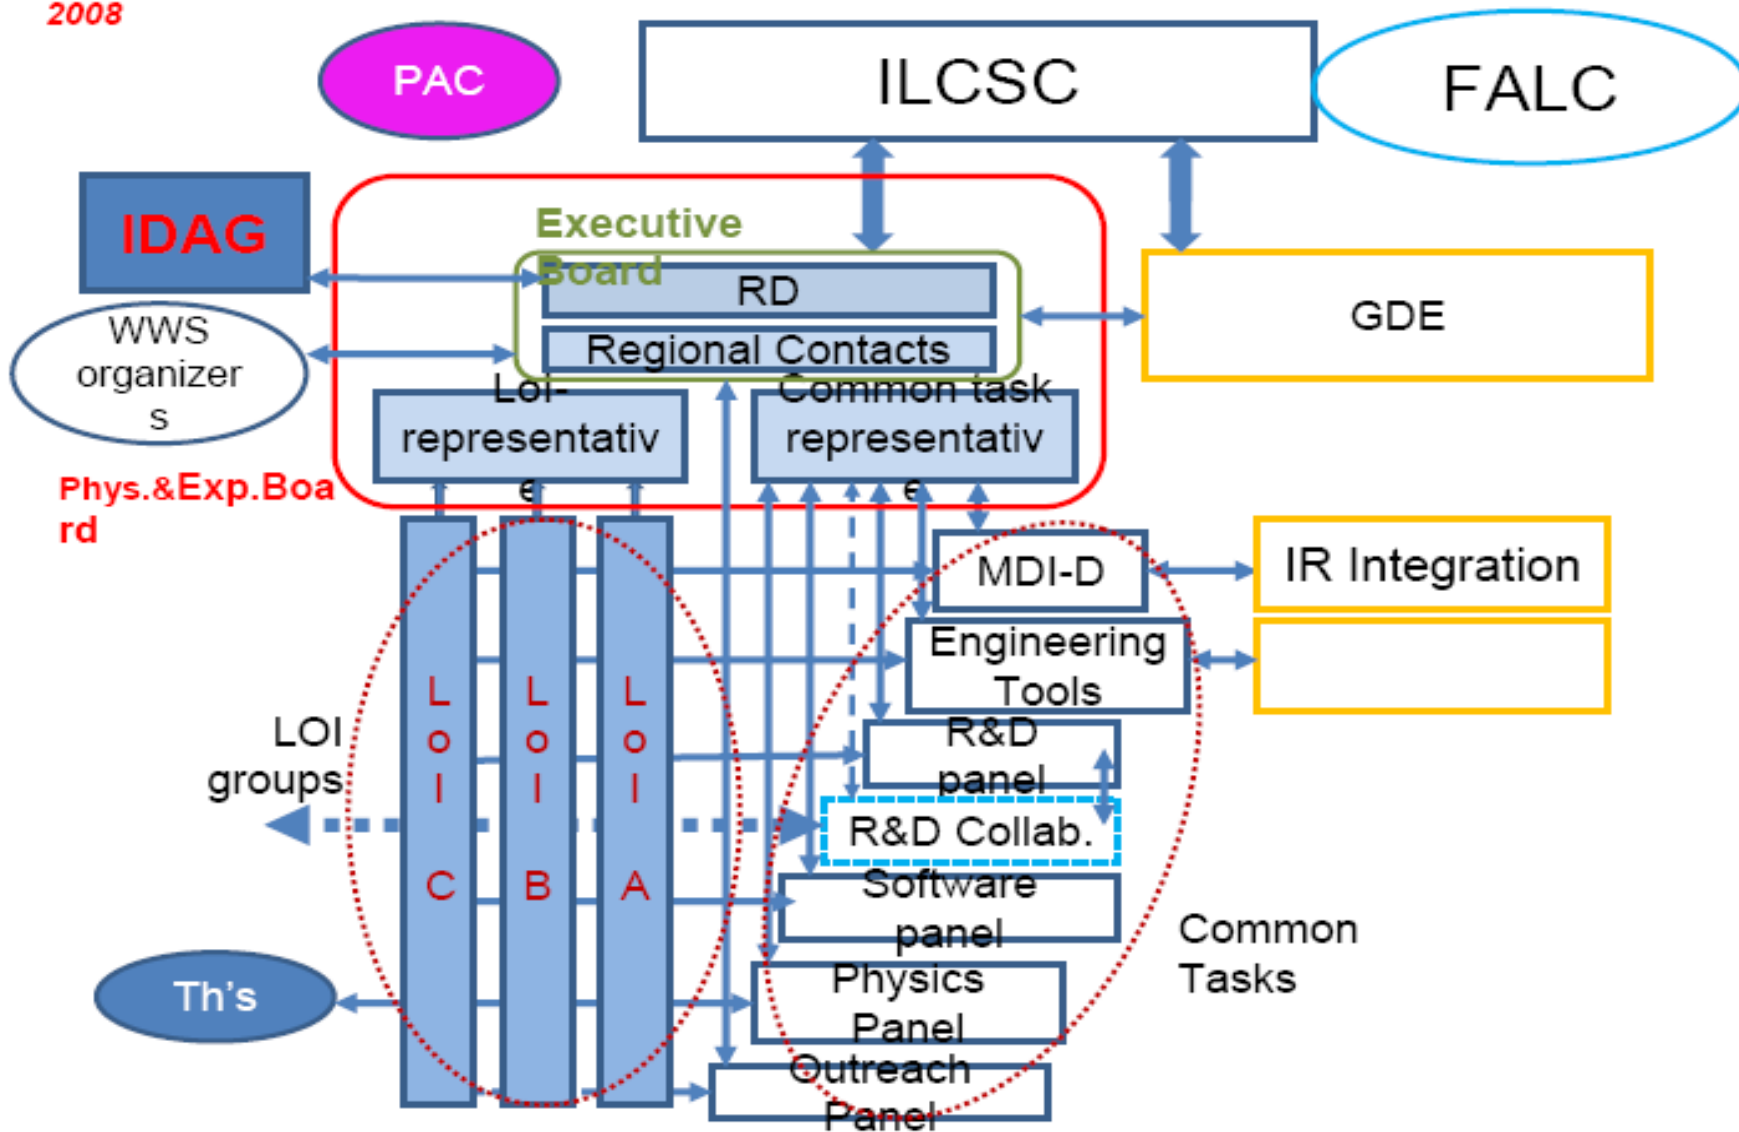 2008
PAC
ILCSC
FALC
IDAG
Executive
Board
RD
GDE
WWS
organizer
s
Regional Contacts
LoI-
representativ
e
Common task
representativ
e
Phys.&Exp.Boa
rd
MDI-D
IR Integration
Engineering
Tools
LOI
groups
L
o
I
C
L
o
I
B
L
o
I
A
R&D
panel
R&D Collab.
Software
panel
Common
Tasks
Th's
Physics
Panel
Outreach
Panel